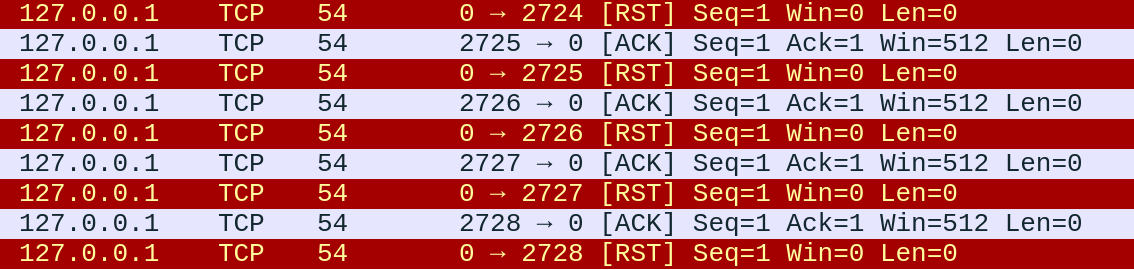 127.0.0.1 TCP 54 0 → 2724 [RST] Seq=1 Win=0 Len=0
127.0.0.1 TCP 54 2725 → 0 [ACK] Seq=1 Ack=1 Win=512 Len=0
127.0.0.1 TCP 54 0 → 2725 [RST] Seq=1 Win=0 Len=0
127.0.0.1 TCP 54 2726 → 0 [ACK] Seq=1 Ack=1 Win=512 Len=0
127.0.0.1 TCP 54 0 → 2726 [RST] Seq=1 Win=0 Len=0
127.0.0.1 TCP 54 2727 → 0 [ACK] Seq=1 Ack=1 Win=512 Len=0
127.0.0.1 TCP 54 0 → 2727 [RST] Seq=1 Win=0 Len=0
127.0.0.1 TCP 54 2728 → 0 [ACK] Seq=1 Ack=1 Win=512 Len=0
127.0.0.1 TCP 54 0 → 2728 [RST] Seq=1 Win=0 Len=0